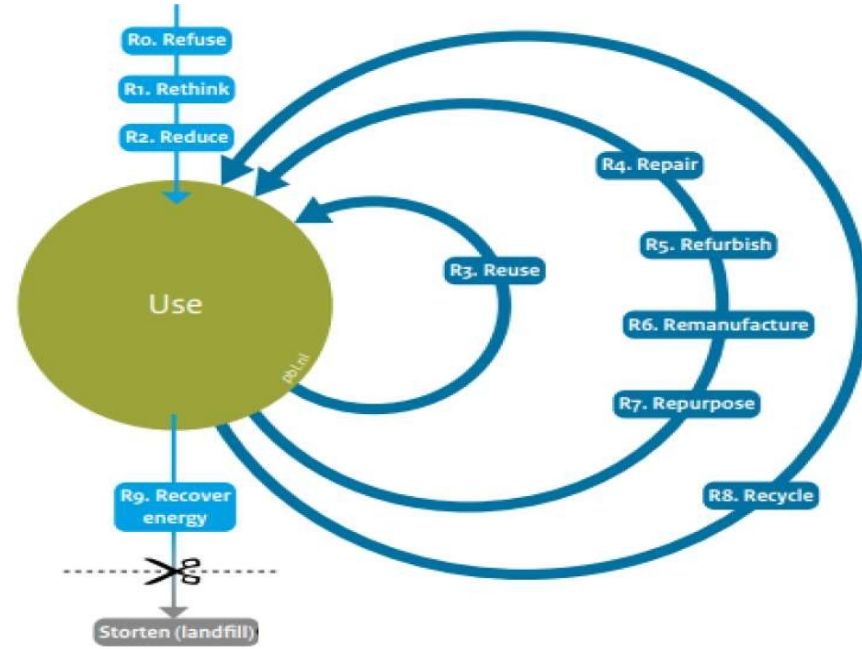 R0. Refuse
R1. Rethink
R2. Reduce
R4. Repair
R5. Refurbish
R3. Reuse
Use
R6. Remanufacture
pbl.nl
R7. Repurpose
R9. Recover
energy
R8. Recycle
Storten (landfill)